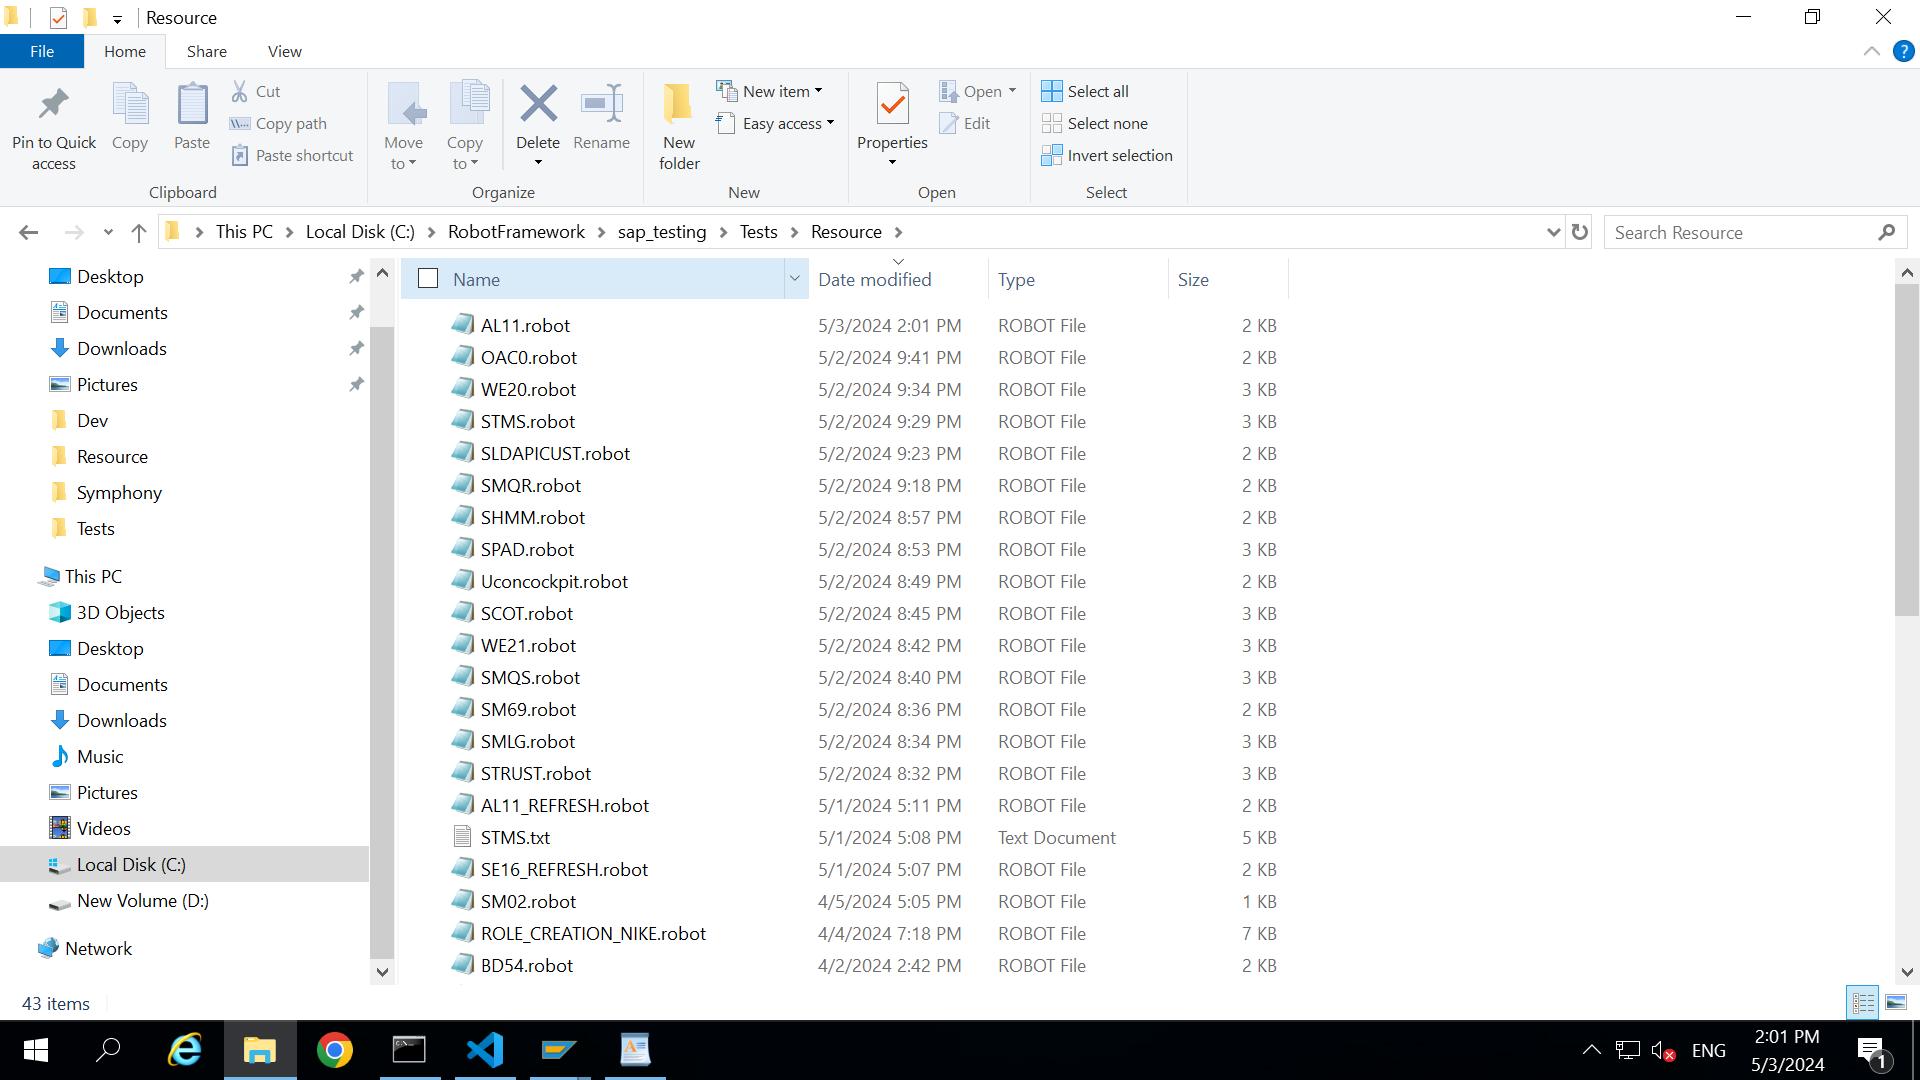 Resource
File Home Share View
Pin to Quick access
Copy
Paste
Cut
Copy path
Paste shortcut
Clipboard
Move to
Copy to
Delete
Rename
Organize
New folder
New item
Easy access
New
Properties
Open
Edit
Open
Select all
Select none
Invert selection
Select
This PC Local Disk (C:) RobotFramework sap_testing Tests Resource
Search Resource
Desktop
Documents
Downloads
Pictures
Dev
Resource
Symphony
Tests
This PC
3D Objects
Desktop
Documents
Downloads
Music
Pictures
Videos
Local Disk (C:)
New Volume (D:)
Network
Name Date modified Type Size
AL11.robot 5/3/2024 2:01 PM ROBOT File 2 KB
OAC0.robot 5/2/2024 9:41 PM ROBOT File 2 KB
WE20.robot 5/2/2024 9:34 PM ROBOT File 3 KB
STMS.robot 5/2/2024 9:29 PM ROBOT File 3 KB
SLDAPICUST.robot 5/2/2024 9:23 PM ROBOT File 2 KB
SMQR.robot 5/2/2024 9:18 PM ROBOT File 2 KB
SHMM.robot 5/2/2024 8:57 PM ROBOT File 2 KB
SPAD.robot 5/2/2024 8:53 PM ROBOT File 3 KB
Uconcockpit.robot 5/2/2024 8:49 PM ROBOT File 2 KB
SCOT.robot 5/2/2024 8:45 PM ROBOT File 3 KB
WE21.robot 5/2/2024 8:42 PM ROBOT File 3 KB
SMQS.robot 5/2/2024 8:40 PM ROBOT File 3 KB
SM69.robot 5/2/2024 8:36 PM ROBOT File 2 KB
SMLG.robot 5/2/2024 8:34 PM ROBOT File 3 KB
STRUST.robot 5/2/2024 8:32 PM ROBOT File 3 KB
AL11_REFRESH.robot 5/1/2024 5:11 PM ROBOT File 2 KB
STMS.txt 5/1/2024 5:08 PM Text Document 5 KB
SE16_REFRESH.robot 5/1/2024 5:07 PM ROBOT File 2 KB
SM02.robot 4/5/2024 5:05 PM ROBOT File 1 KB
ROLE_CREATION_NIKE.robot 4/4/2024 7:18 PM ROBOT File 7 KB
BD54.robot 4/2/2024 2:42 PM ROBOT File 2 KB
43 items
ENG
2:01 PM
5/3/2024
1